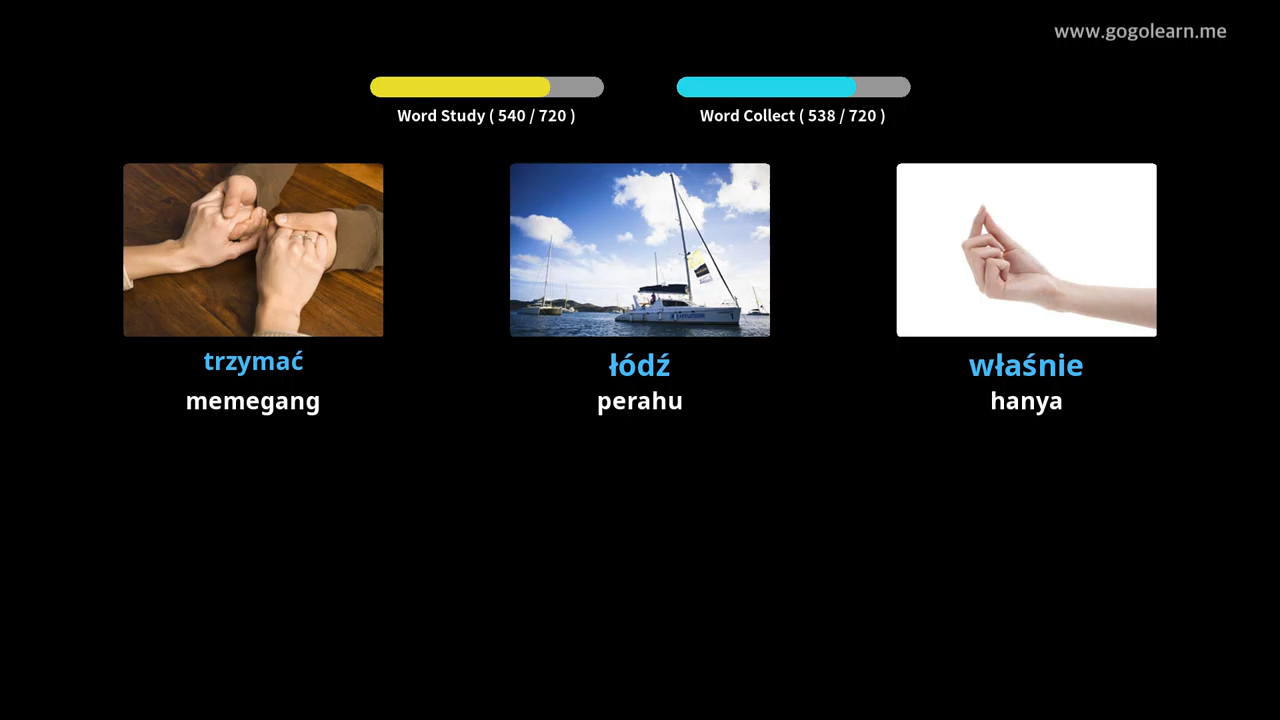 www.gogolearn.me
Word Study ( 540 / 720 )
Word Collect ( 538 / 720 )
trzymać
łódź
właśnie
memegang
perahu
hanya